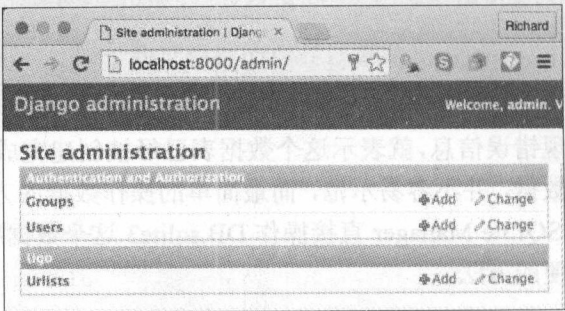 Site administration | Djang
Richard
localhost:8000/admin/
Django administration
Welcome, admin. V
Site administration
Authentication and Authorization
Groups Add Change
Users Add Change
Ugo
Urlists Add Change